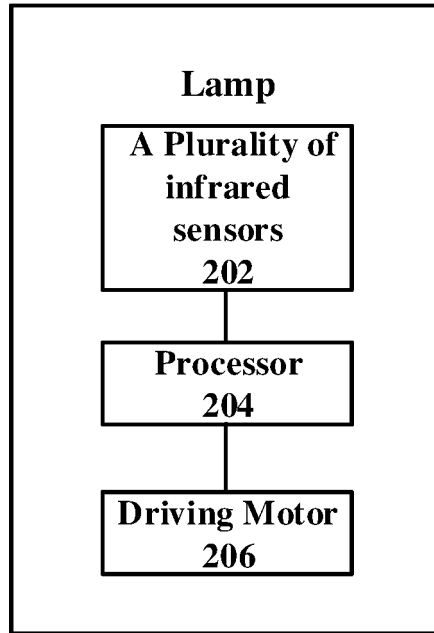 Lamp
A Plurality of
infrared
sensors
202
Processor
204
Driving Motor
206